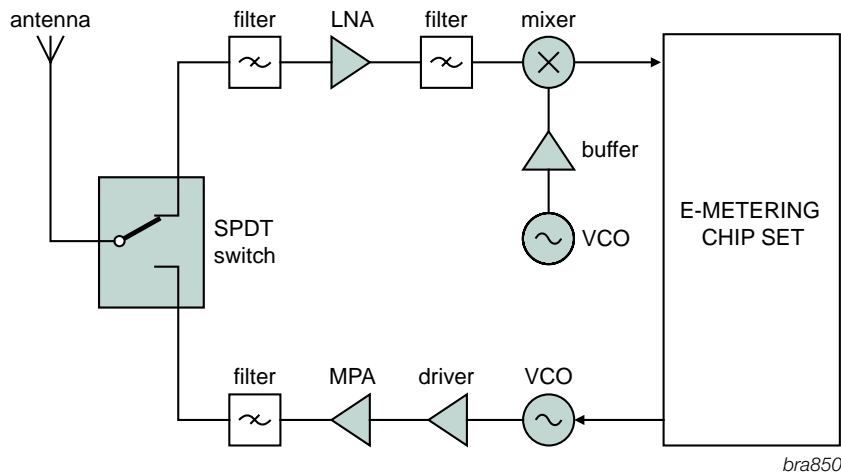 antenna
filter
LNA
filter
mixer
buffer
SPDT
switch
VCO
E-METERING
CHIP SET
filter
MPA
driver
VCO
bra850